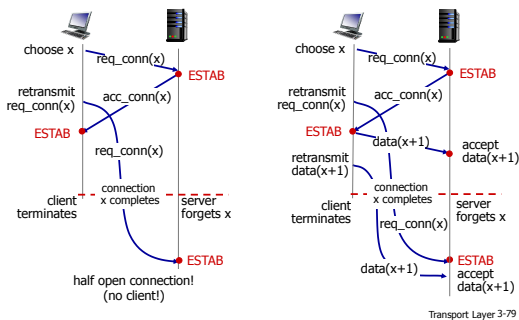 choose x
req_conn(x)
ESTAB
retransmit
req_conn(x)
acc_conn(x)
ESTAB
req_conn(x)
connection
x completes
client
terminates
server
forgets x
ESTAB
half open connection!
(no client!)
choose x
req_conn(x)
ESTAB
retransmit
req_conn(x)
acc_conn(x)
ESTAB
data(x+1)
accept
data(x+1)
retransmit
data(x+1)
connection
x completes
client
terminates
server
forgets x
req_conn(x)
ESTAB
data(x+1)
accept
data(x+1)
Transport Layer 3-79